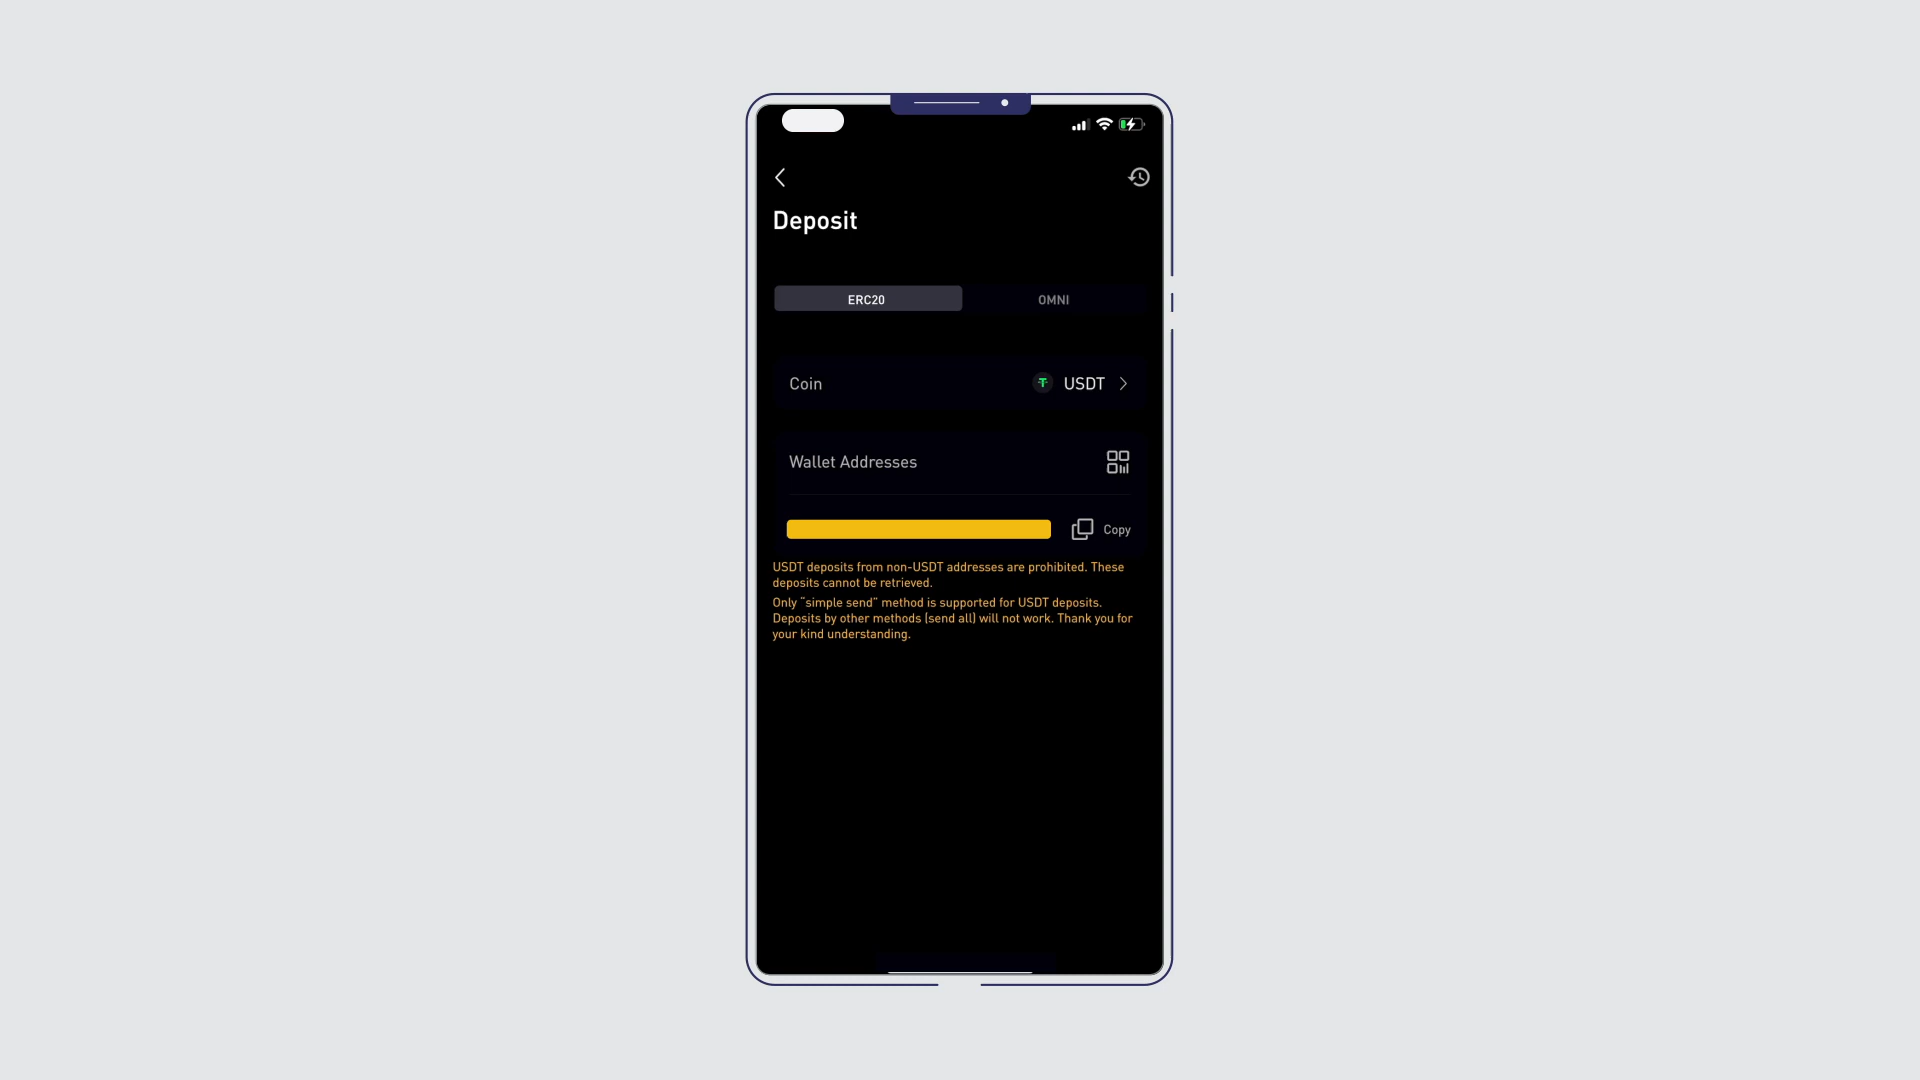 Deposit
ERC20
OMNI
Coin
USDT
Wallet Addresses
Copy
USDT deposits from non-USDT addresses are prohibited. These
deposits cannot be retrieved.
Only "simple send" method is supported for USDT deposits.
Deposits by other methods (send all) will not work. Thank you for
your kind understanding.